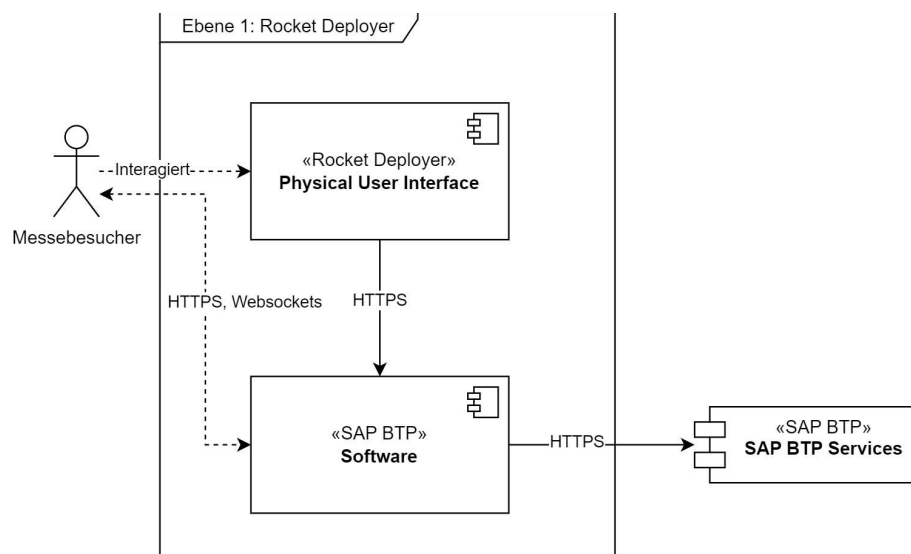 Ebene 1: Rocket Deployer
«Rocket Deployer»
Physical User Interface
Interagiert
Messebesucher
HTTPS, Websockets
HTTPS
«SAP BTP»
Software
HTTPS
«SAP BTP»
SAP BTP Services